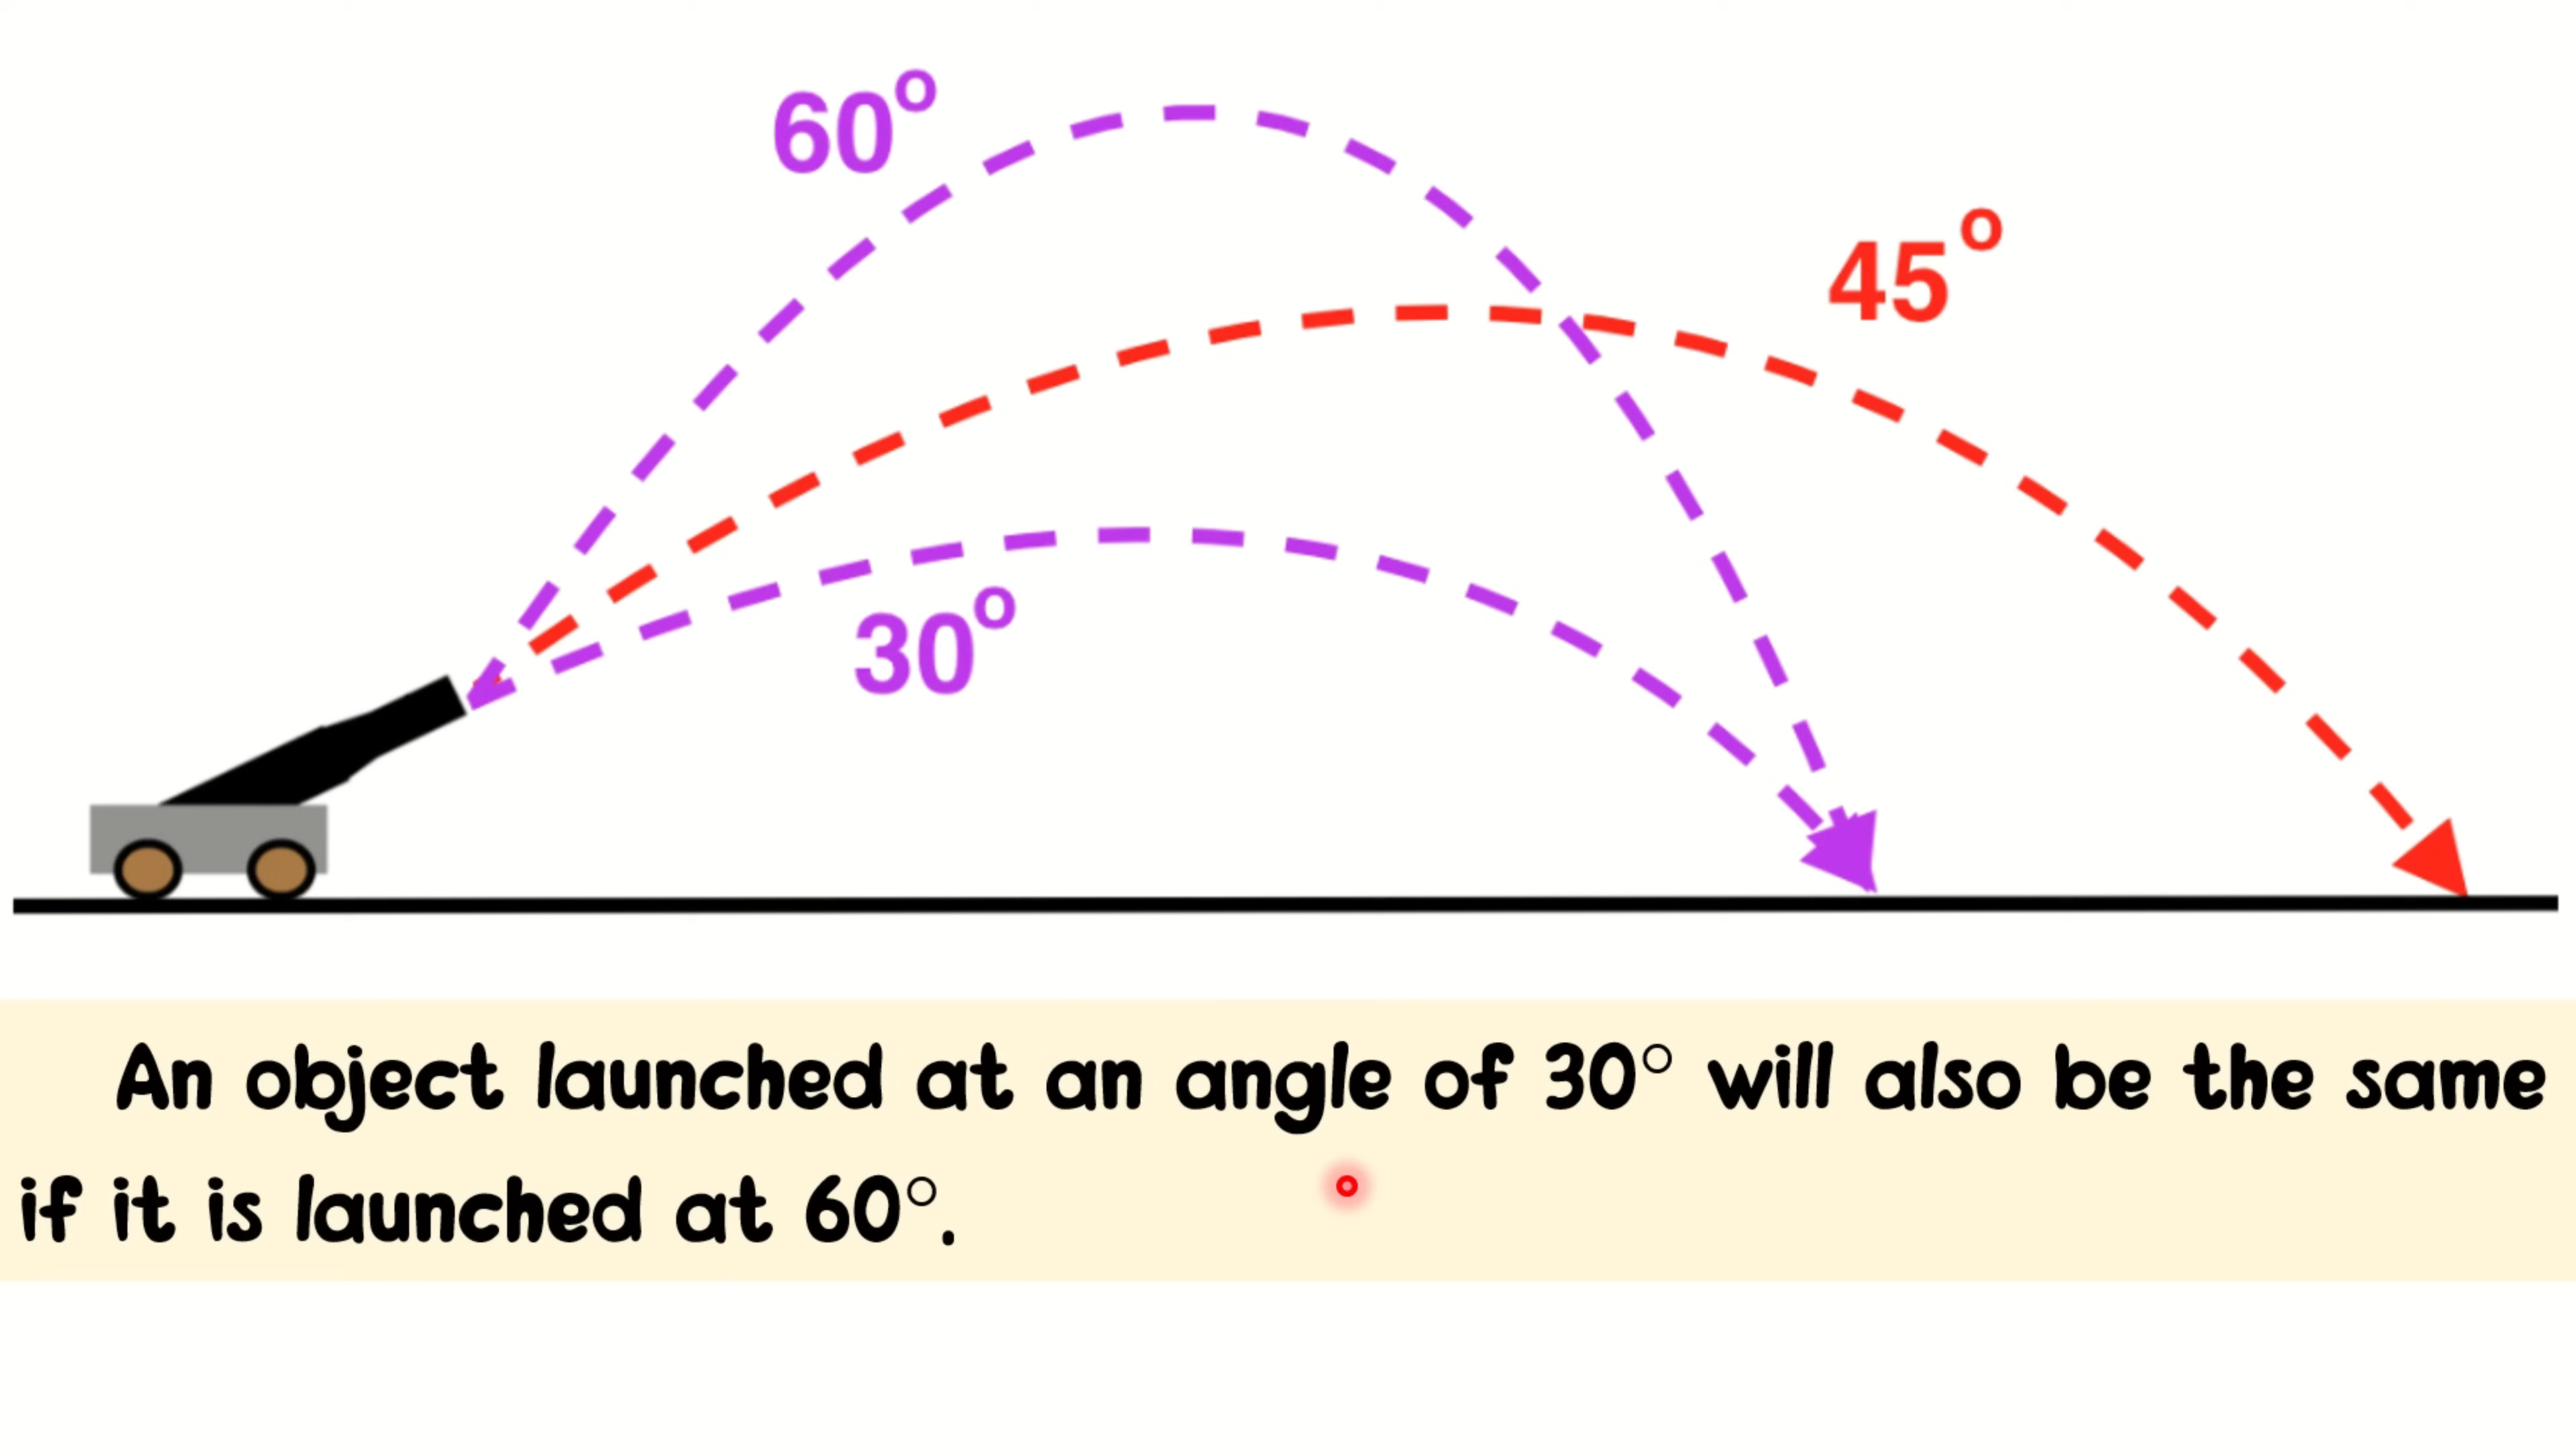 60°
45°
30°
An object launched at an angle of 30° will also be the same
if it is launched at 60°.